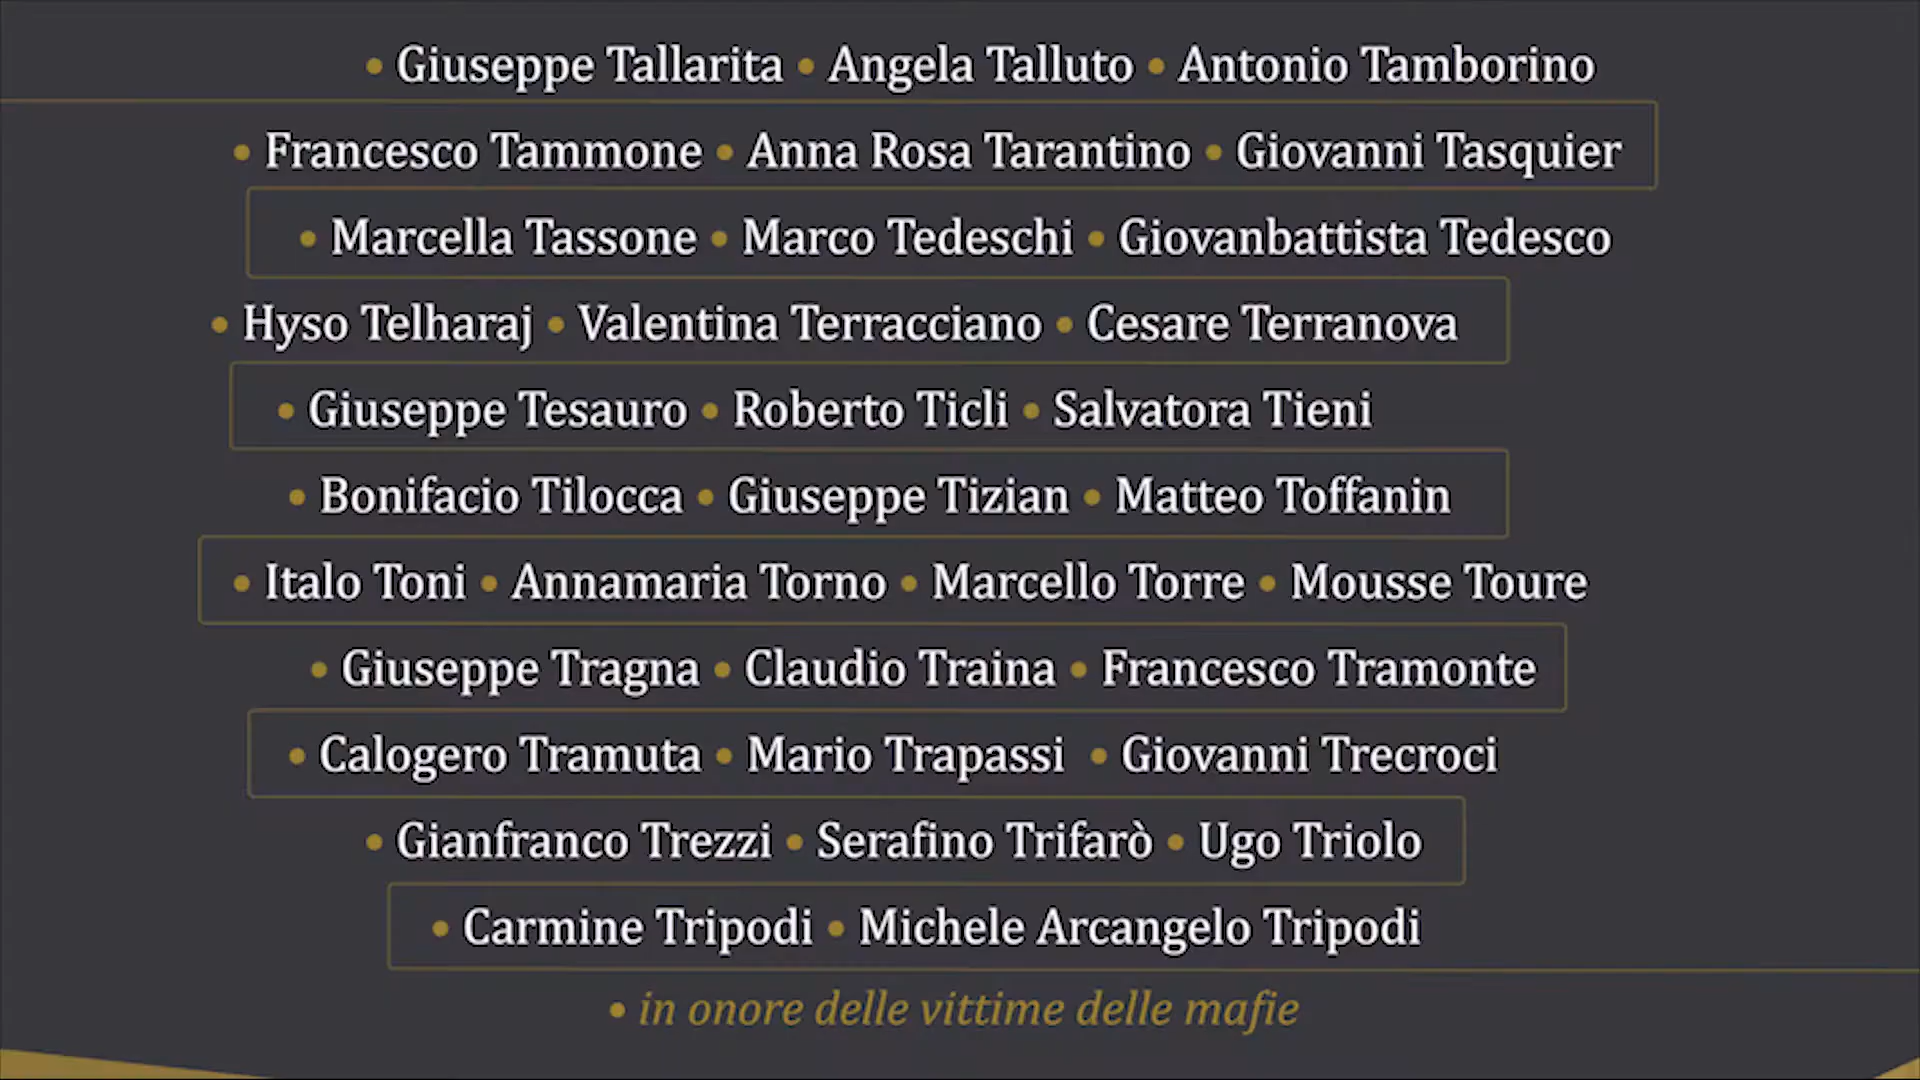 • Giuseppe Tallarita • Angela Talluto • Antonio Tamborino
• Francesco Tammone • Anna Rosa Tarantino • Giovanni Tasquier
• Marcella Tassone • Marco Tedeschi • Giovanbattista Tedesco
• Hyso Telharaj • Valentina Terracciano • Cesare Terranova
• Giuseppe Tesauro • Roberto Ticli • Salvatora Tieni
• Bonifacio Tilocca • Giuseppe Tizian • Matteo Toffanin
• Italo Toni • Annamaria Torno • Marcello Torre • Mousse Toure
• Giuseppe Tragna • Claudio Traina • Francesco Tramonte
• Calogero Tramuta • Mario Trapassi • Giovanni Trecroci
• Gianfranco Trezzi • Serafino Trifarò • Ugo Triolo
• Carmine Tripodi • Michele Arcangelo Tripodi
• in onore delle vittime delle mafie